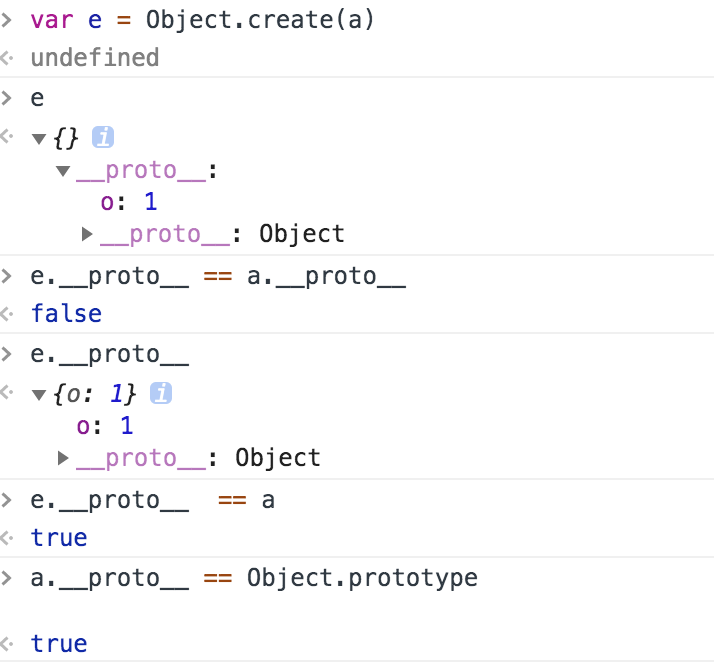 > var e = Object.create(a)
<· undefined
> e
<· ▼ {} i
▼ __proto__:
o: 1
▶ __proto__: Object
> e.__proto__ == a.__proto__
<· false
> e.__proto__
<· ▼ {o: 1} i
o: 1
▶ __proto__: Object
> e.__proto__  == a
<· true
> a.__proto__ == Object.prototype
<· true